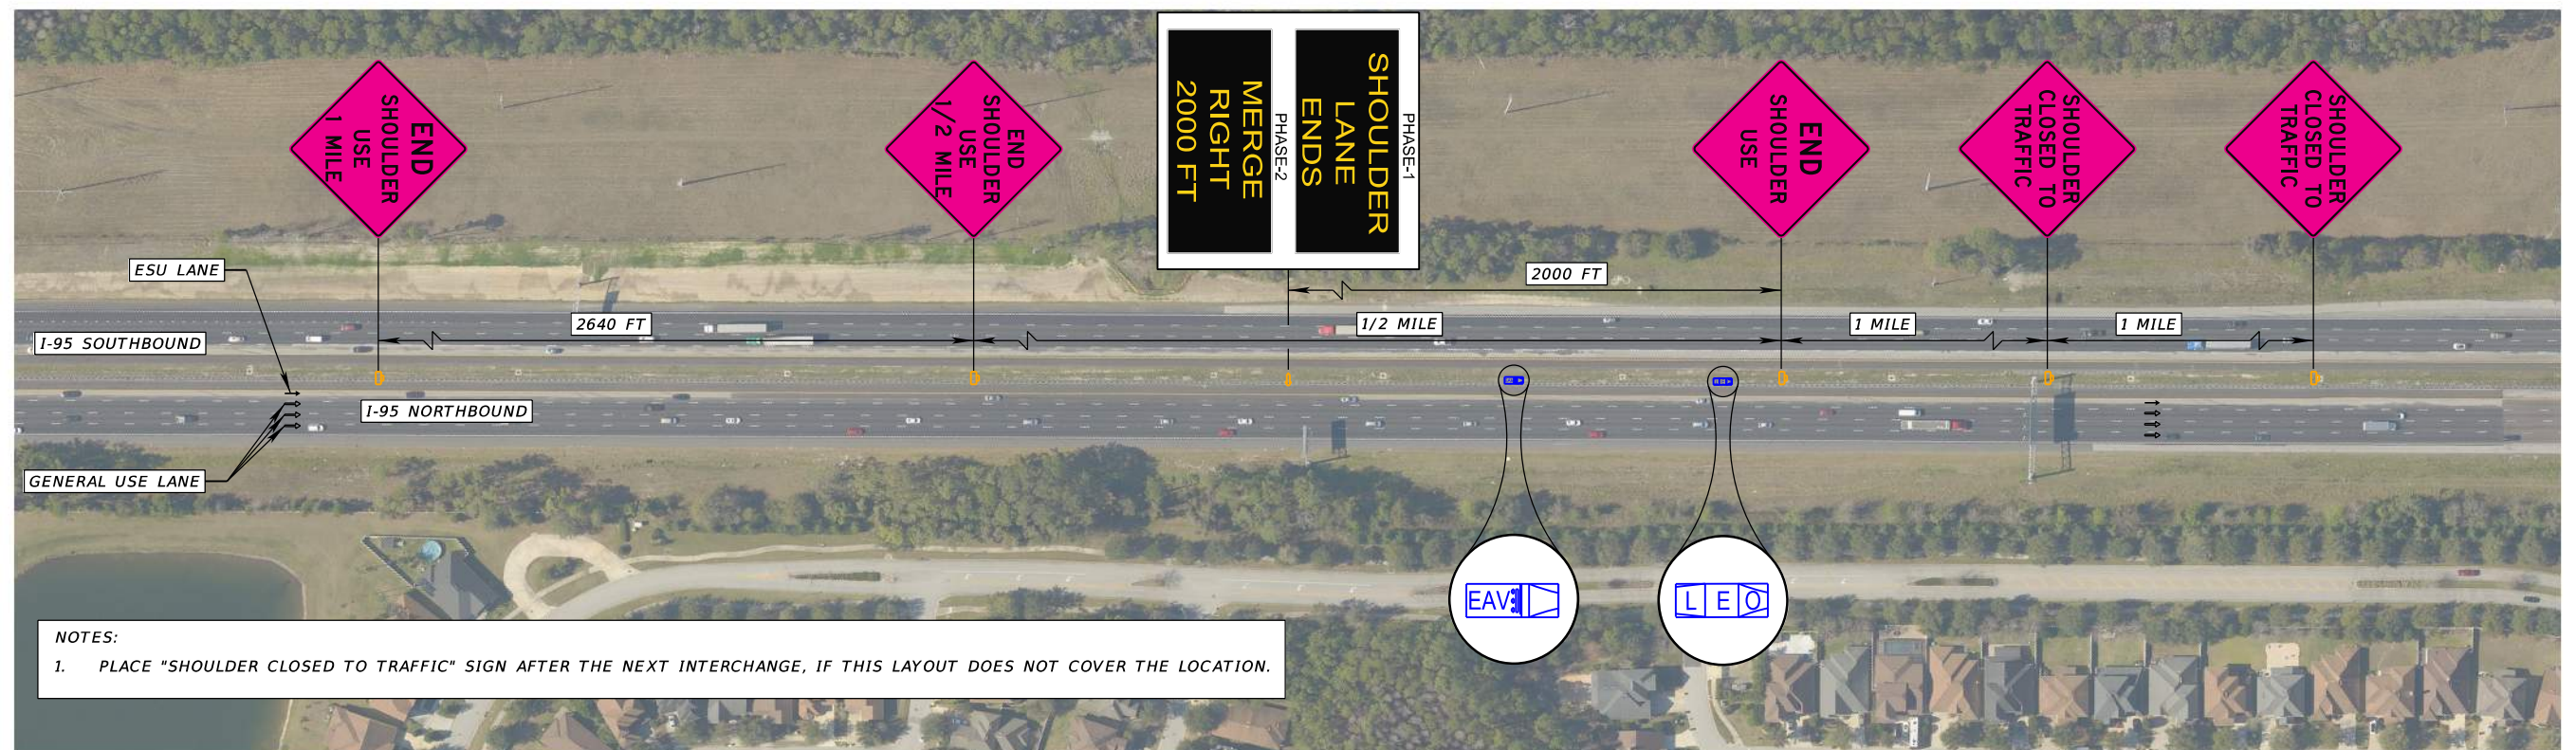 END
SHOULDER
USE
1 MILE
END
SHOULDER
USE
1/2 MILE
PHASE-1
SHOULDER
LANE
ENDS
PHASE-2
MERGE
RIGHT
2000 FT
END
SHOULDER
USE
SHOULDER
CLOSED TO
TRAFFIC
SHOULDER
CLOSED TO
TRAFFIC
ESU LANE
2000 FT
2640 FT
1/2 MILE
1 MILE
1 MILE
I-95 SOUTHBOUND
I-95 NORTHBOUND
GENERAL USE LANE
EAV
LEO
NOTES:
1. PLACE "SHOULDER CLOSED TO TRAFFIC" SIGN AFTER THE NEXT INTERCHANGE, IF THIS LAYOUT DOES NOT COVER THE LOCATION.